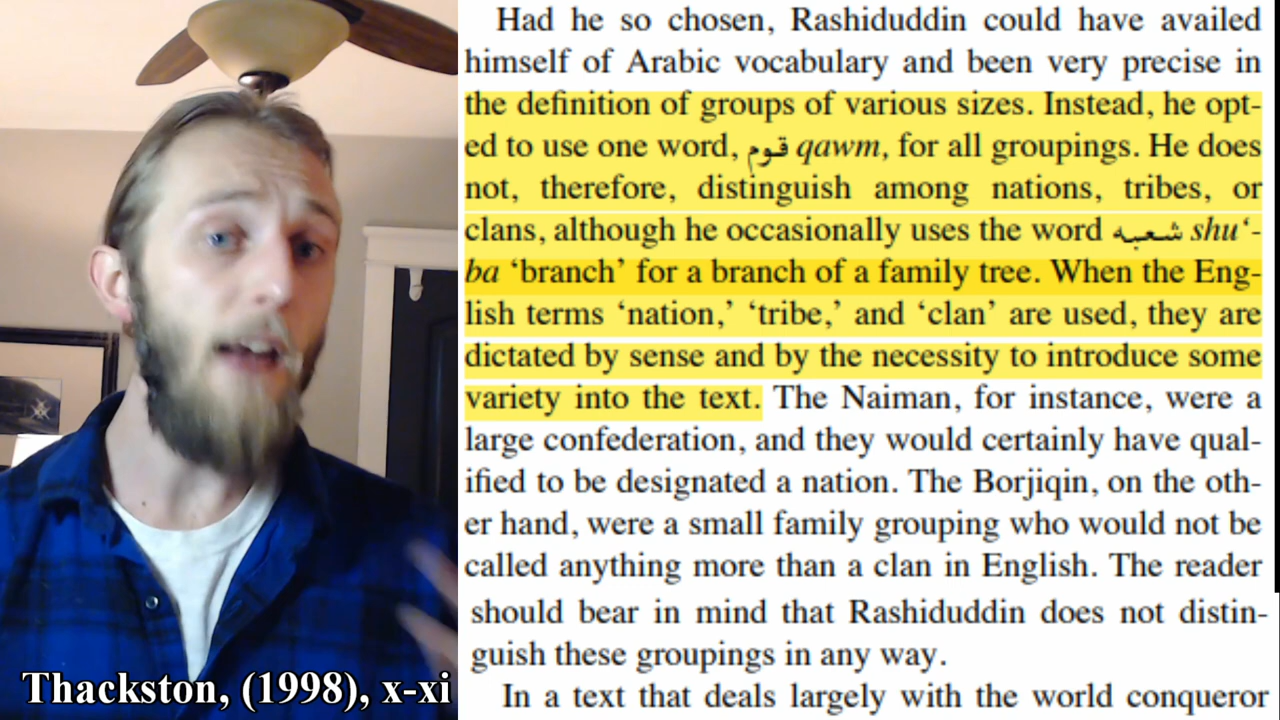 Had he so chosen, Rashiduddin could have availed
himself of Arabic vocabulary and been very precise in
the definition of groups of various sizes. Instead, he opt-
ed to use one word, قوم qawm, for all groupings. He does
not, therefore, distinguish among nations, tribes, or
clans, although he occasionally uses the word شعبه shu‘-
ba ‘branch’ for a branch of a family tree. When the Eng-
lish terms ‘nation,’ ‘tribe,’ and ‘clan’ are used, they are
dictated by sense and by the necessity to introduce some
variety into the text. The Naiman, for instance, were a
large confederation, and they would certainly have qual-
ified to be designated a nation. The Borjiqin, on the oth-
er hand, were a small family grouping who would not be
called anything more than a clan in English. The reader
should bear in mind that Rashiduddin does not distin-
guish these groupings in any way.
In a text that deals largely with the world conqueror
Thackston, (1998), x-xi